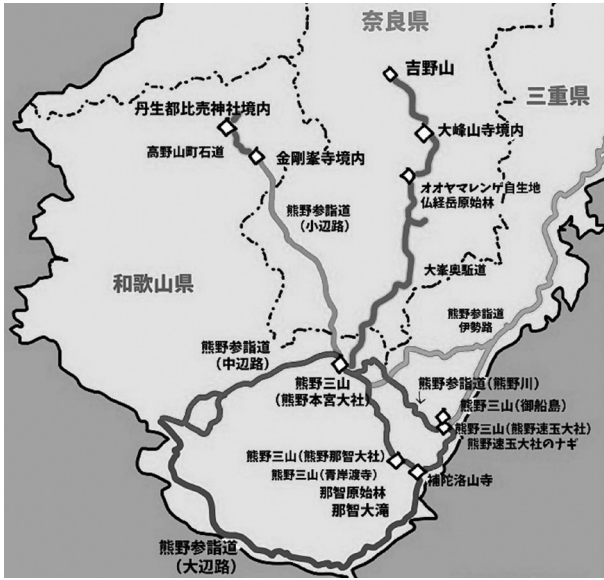 奈良県
吉野山
三重県
丹生都比売神社境内
大峰山寺境内
高野山町石道
金剛峯寺境内
オオヤマレンゲ自生地
仏経岳原始林
熊野参詣道
(小辺路)
大峯奥駈道
和歌山県
熊野参詣道
伊勢路
熊野参詣道
(中辺路)
熊野三山
(熊野本宮大社)
熊野参詣道(熊野川)
熊野三山(御船島)
熊野三山(熊野速玉大社)
熊野速玉大社のナギ
熊野三山(熊野那智大社)
熊野三山(青岸渡寺)
那智原始林
那智大滝
補陀洛山寺
熊野参詣道
(大辺路)